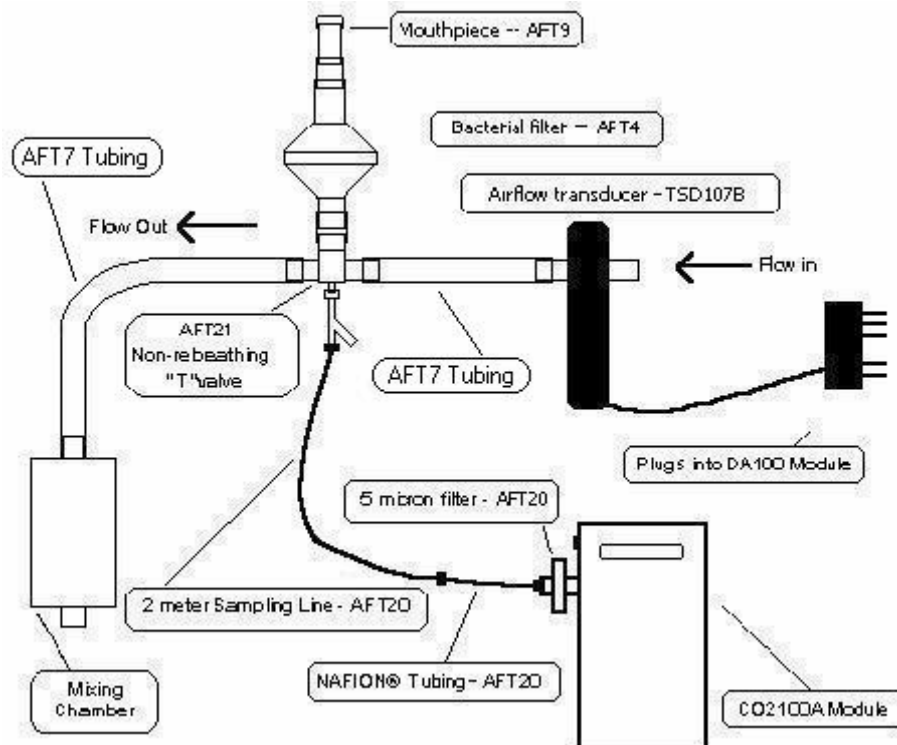 Mouthpiece -- AFT9
Bacterial filter -- AFT4
AFT7 Tubing
Airflow transducer - TSD107B
Flow Out
Flow in
AFT21
Non-rebeathing
"T"valve
AFT7 Tubing
Plugs into DA100 Module
5 micron filter - AFT20
2 meter Sampling Line - AFT20
NAFION® Tubing - AFT20
Mixing
Chamber
CO2100A Module